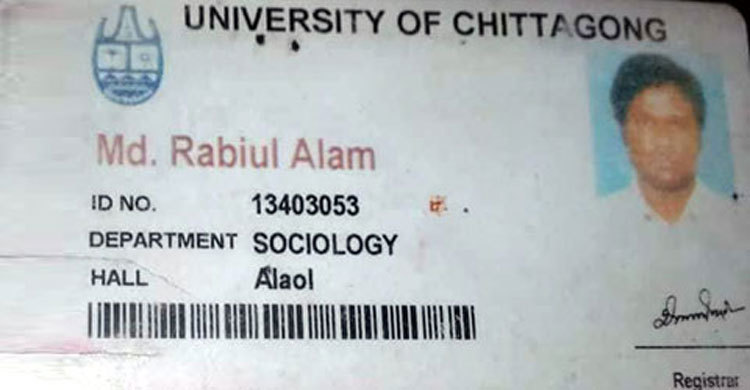 UNIVERSITY OF CHITTAGONG
Md. Rabiul Alam
ID NO. 13403053
DEPARTMENT SOCIOLOGY
HALL Alaol
Registrar